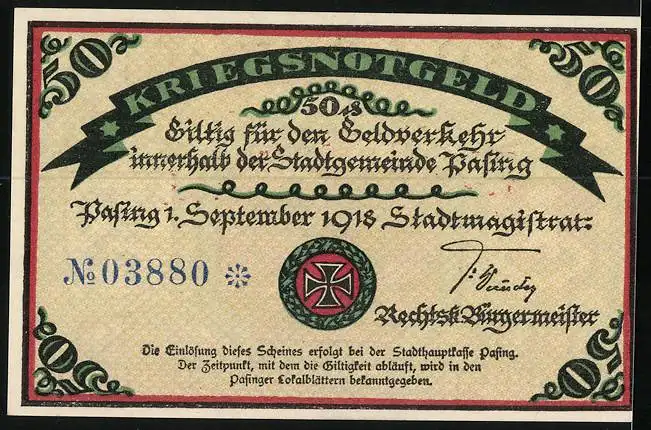 50 50
KRIEGSNOTGELD
50 ₰
Giltig für den Geldverkehr
innerhalb der Stadtgemeinde Pasing
Pasing 1. September 1918 Stadtmagistrat:
№ 03880
Rechtsk. Bürgermeister
Die Einlösung dieses Scheines erfolgt bei der Stadthauptkasse Pasing.
Der Zeitpunkt, mit dem die Giltigkeit abläuft, wird in den
Pasinger Lokalblättern bekanntgegeben.
50 50